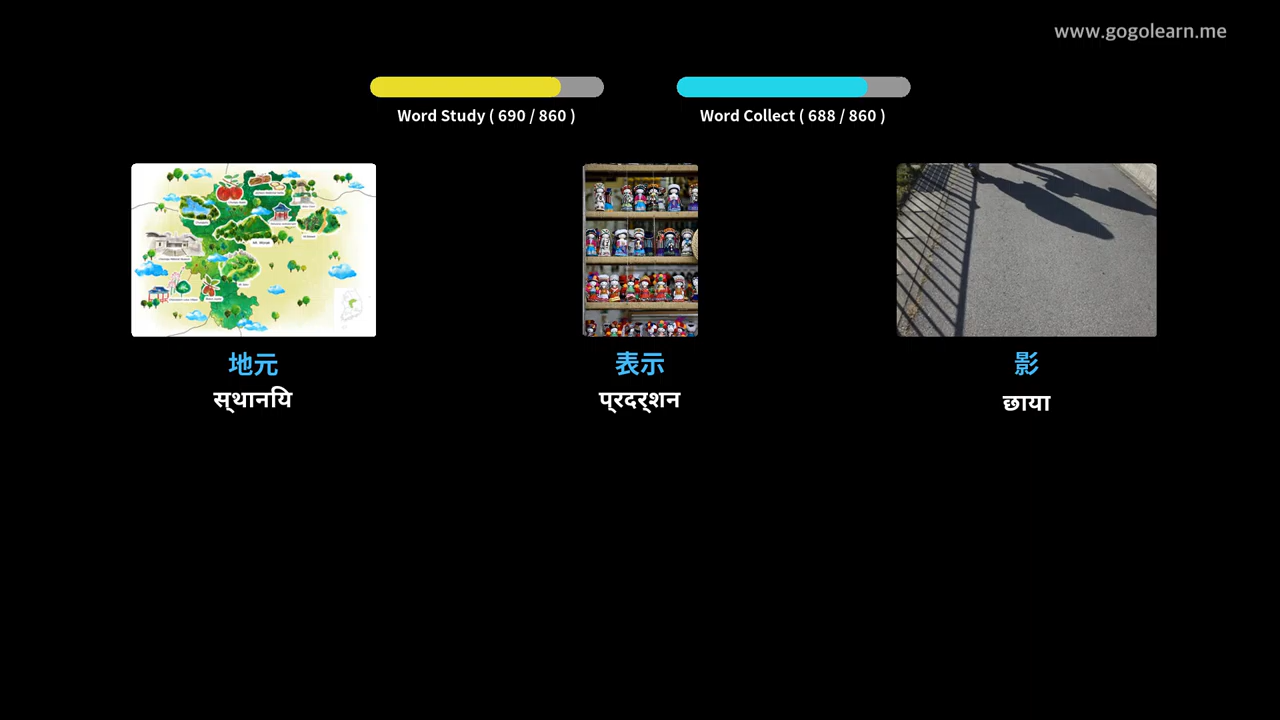 www.gogolearn.me
Word Study ( 690 / 860 )
Word Collect ( 688 / 860 )
地元
表示
影
स्थानयि
प्रदर्शन
छाया